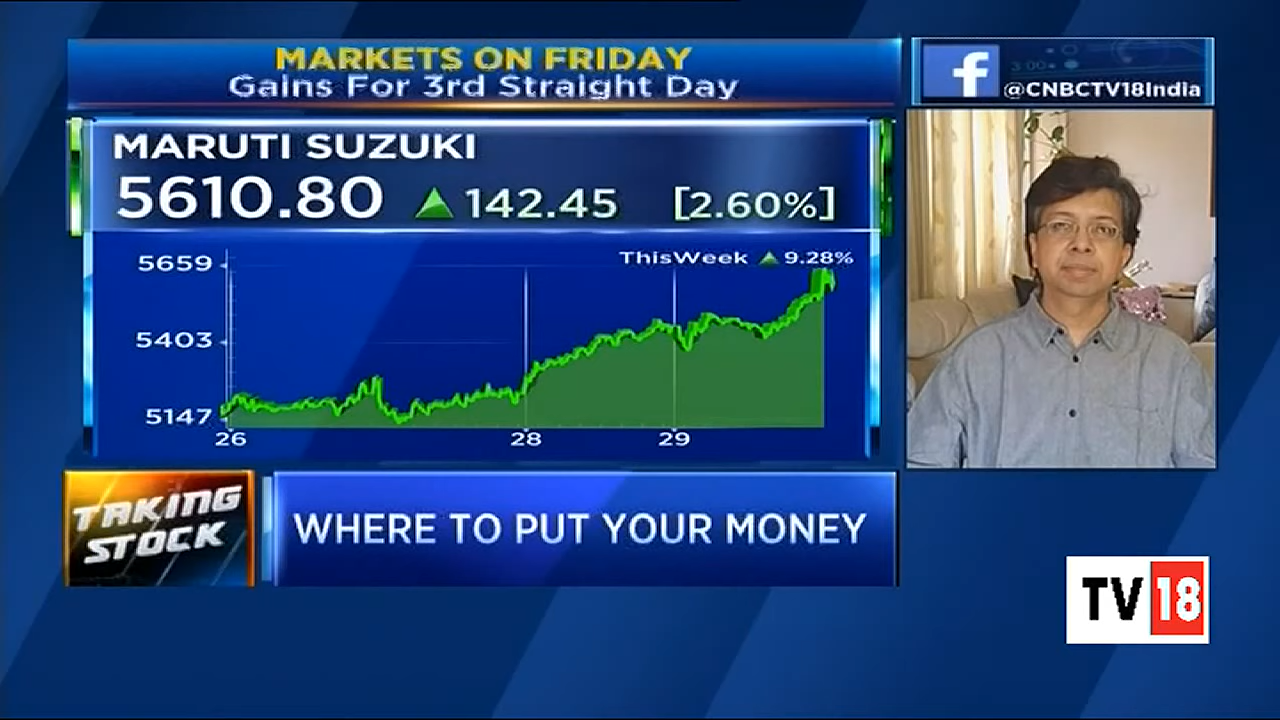 MARKETS ON FRIDAY
Gains For 3rd Straight Day
f
@CNBCTV18India
MARUTI SUZUKI
5610.80 ▲ 142.45 [2.60%]
ThisWeek ▲ 9.28%
5659
5403
5147
26 28 29
TAKING
STOCK
WHERE TO PUT YOUR MONEY
TV18